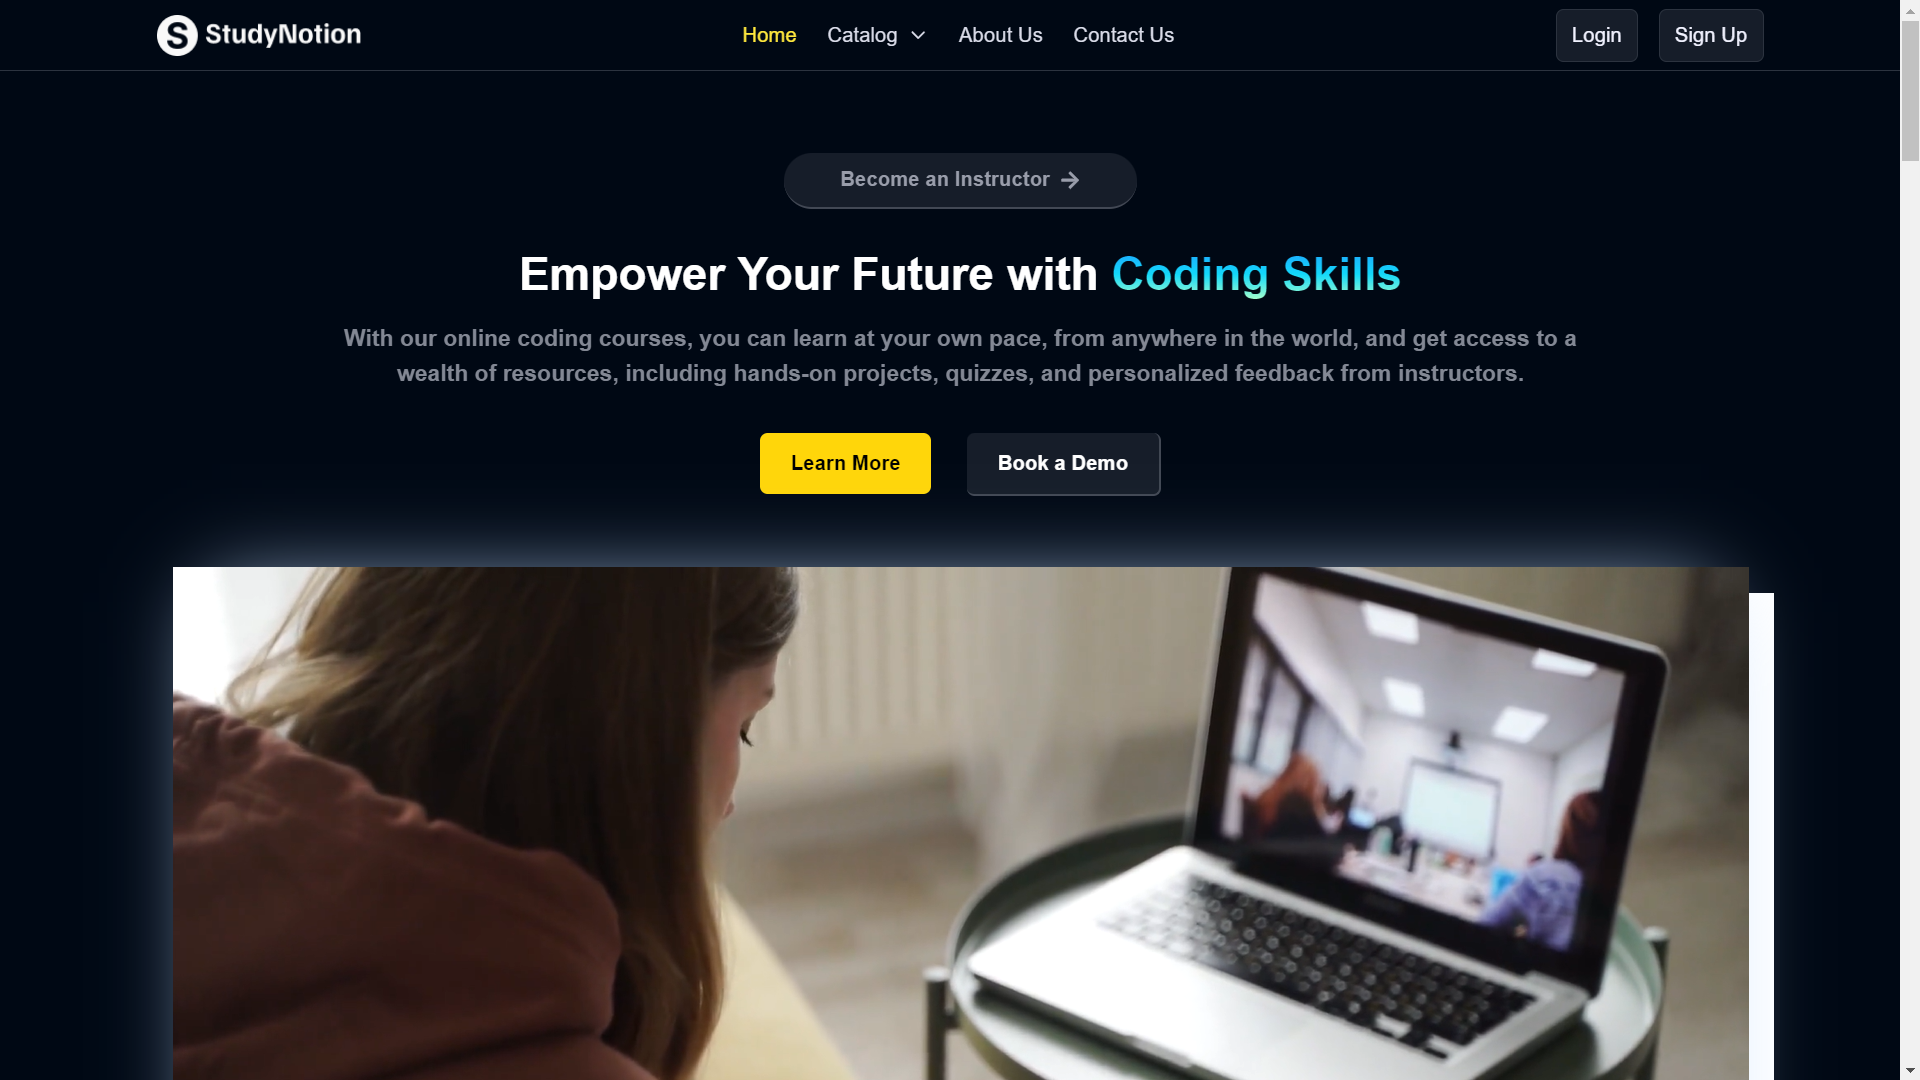 StudyNotion
Home
Catalog
About Us
Contact Us
Login
Sign Up
Become an Instructor
Empower Your Future with Coding Skills
With our online coding courses, you can learn at your own pace, from anywhere in the world, and get access to a
wealth of resources, including hands-on projects, quizzes, and personalized feedback from instructors.
Learn More
Book a Demo